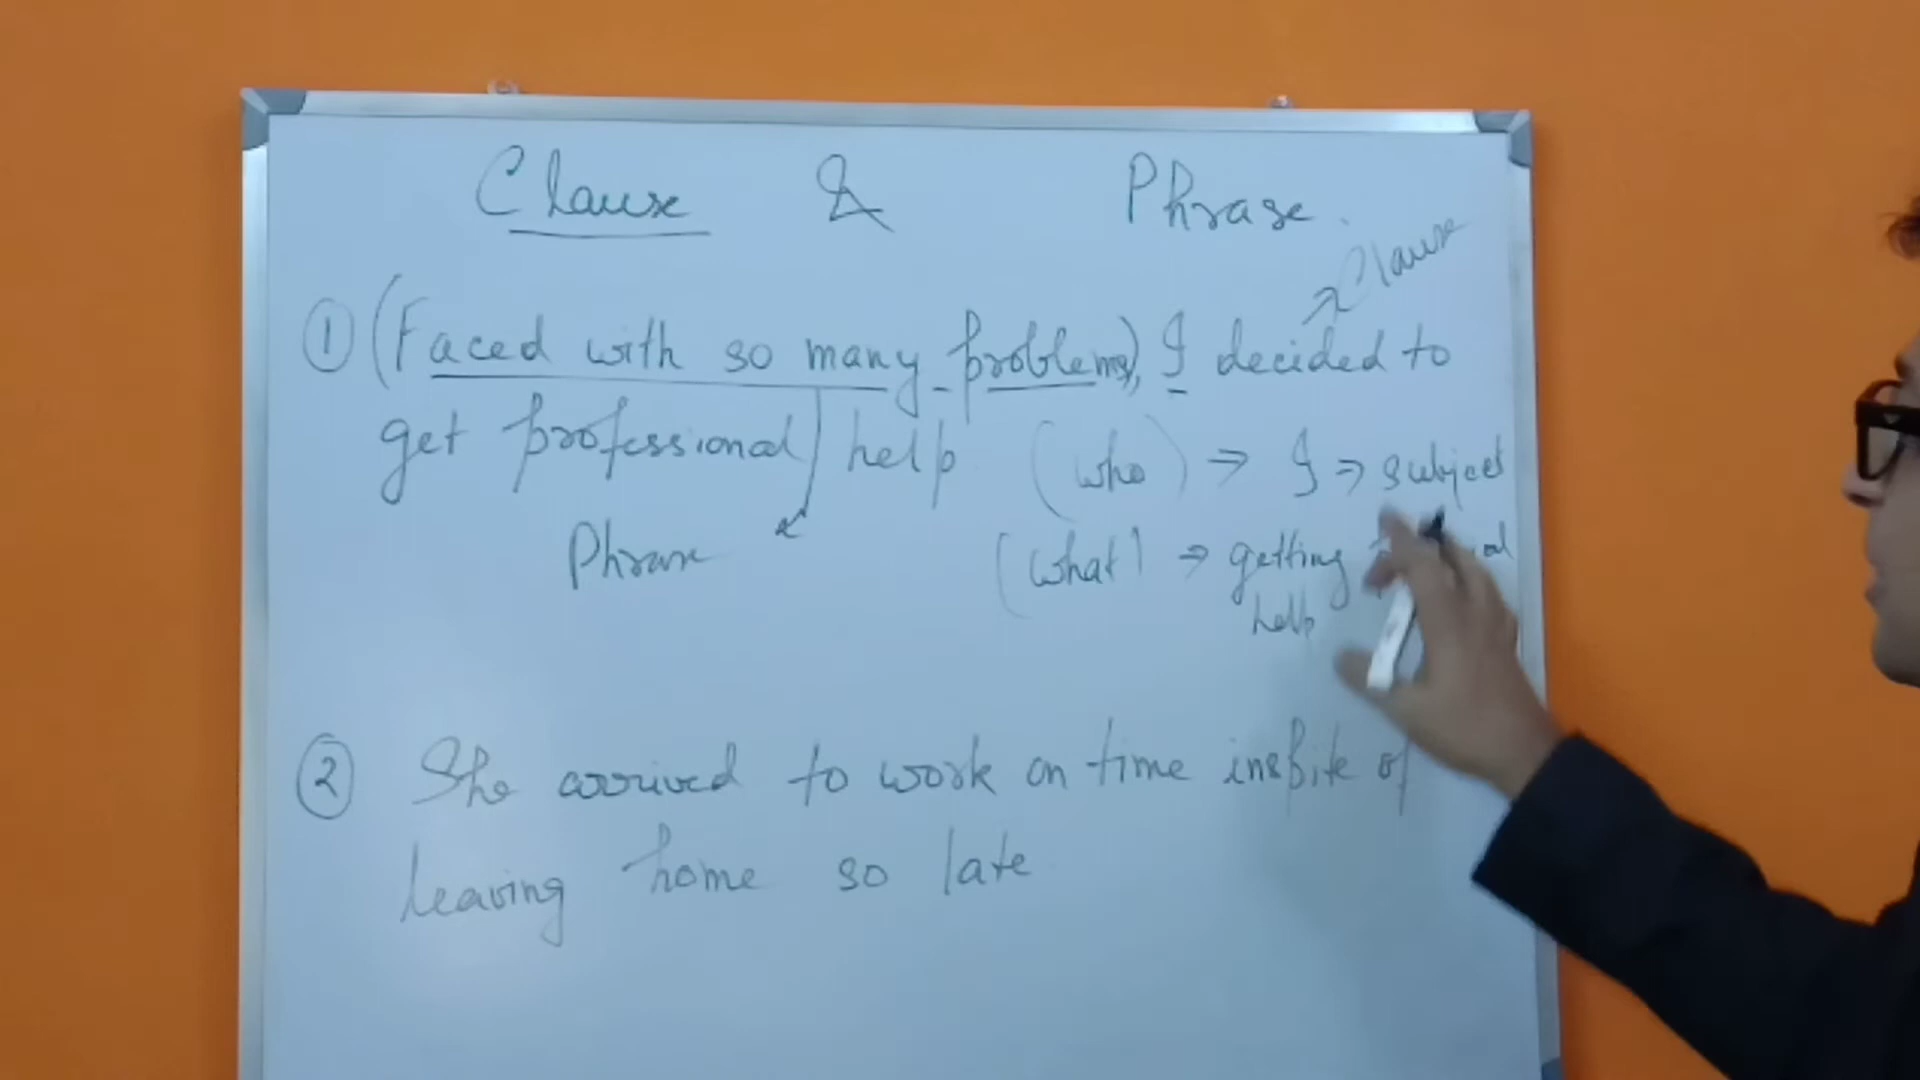 Clause & Phrase.
Clause
① (Faced with so many problems), I decided to
get professional help (who) ⇒ I ⇒ subject
Phrase (what) ⇒ getting
help
② She arrived to work on time inspite of
leaving home so late